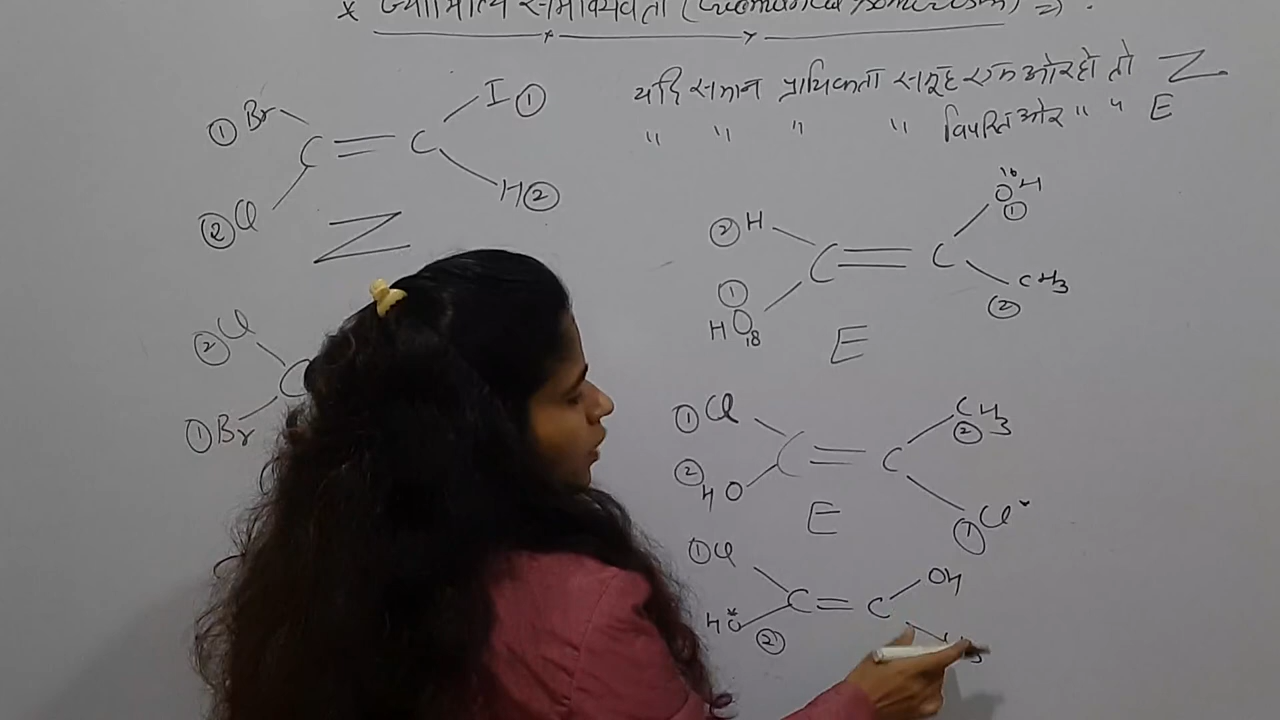 * ज्यामितिय समावयवता (Geometrical isomerism) ⇒
यदि समान प्राथमिकता समूह एक ओर हो तो Z
" " " " विपरित ओर " " E
① Br
I ①
C = C
② Cl
H ②
Z
② Cl
C
① Br
② H
O¹⁶H ①
C = C
① HO₁₈
CH₃ ②
E
① Cl
CH₃ ②
C = C
② HO
① Cl*
E
① Cl
OH
C = C
HO* ②